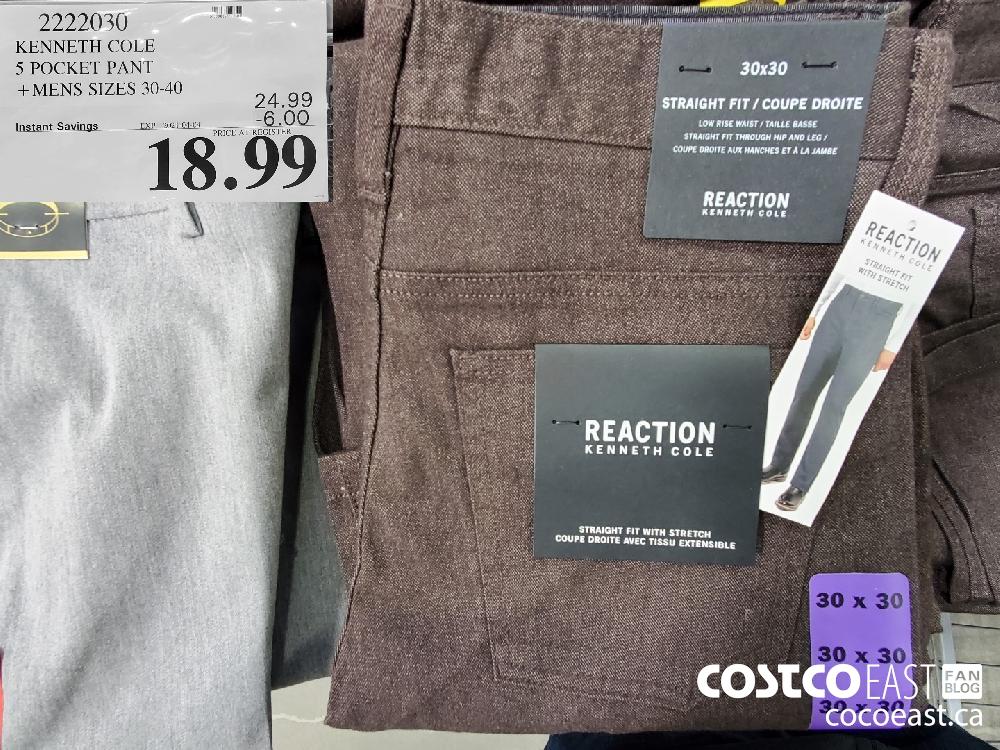 2222030
KENNETH COLE
5 POCKET PANT
+MENS SIZES 30-40
24.99
-6.00
Instant Savings
PRICE AT REGISTER
18.99
30x30
STRAIGHT FIT / COUPE DROITE
LOW RISE WAIST / TAILLE BASSE
STRAIGHT FIT THROUGH HIP AND LEG /
COUPE DROITE AUX HANCHES ET À LA JAMBE
REACTION
KENNETH COLE
REACTION
KENNETH COLE
STRAIGHT FIT
WITH STRETCH
REACTION
KENNETH COLE
STRAIGHT FIT WITH STRETCH
COUPE DROITE AVEC TISSU EXTENSIBLE
30 x 30
30 x 30
30 x 30
COSTCO EAST FAN BLOG
cocoeast.ca